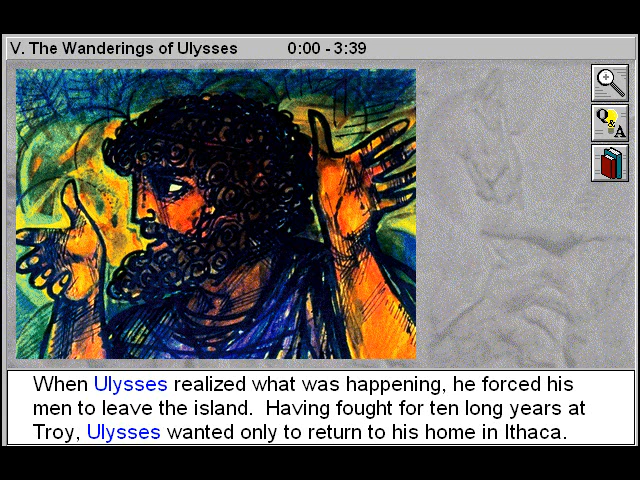 V. The Wanderings of Ulysses 0:00 - 3:39
Q&A
When Ulysses realized what was happening, he forced his
men to leave the island. Having fought for ten long years at
Troy, Ulysses wanted only to return to his home in Ithaca.